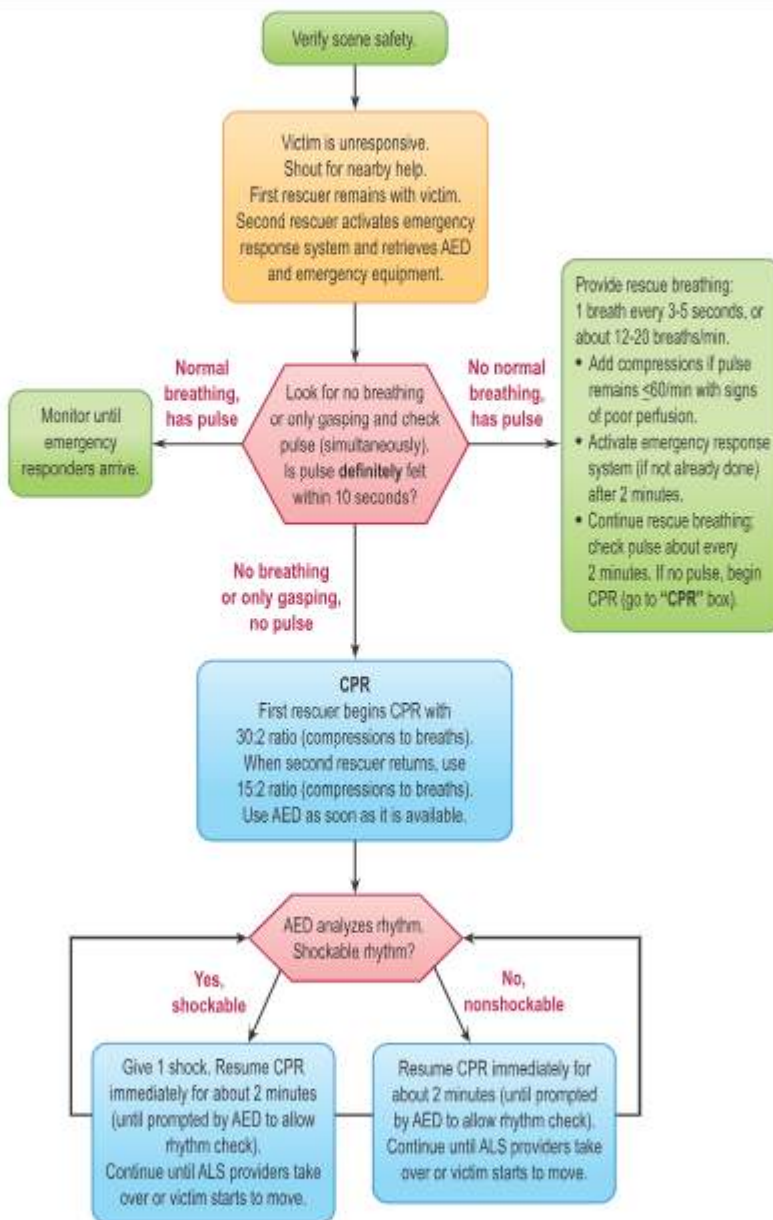 Verify scene safety.
Victim is unresponsive.
Shout for nearby help.
First rescuer remains with victim.
Second rescuer activates emergency
response system and retrieves AED
and emergency equipment.
Normal
breathing,
has pulse
Monitor until
emergency
responders arrive.
Look for no breathing
or only gasping and check
pulse (simultaneously).
Is pulse definitely felt
within 10 seconds?
No normal
breathing,
has pulse
Provide rescue breathing:
1 breath every 3-5 seconds, or
about 12-20 breaths/min.
• Add compressions if pulse
remains ≤60/min with signs
of poor perfusion.
• Activate emergency response
system (if not already done)
after 2 minutes.
• Continue rescue breathing;
check pulse about every
2 minutes. If no pulse, begin
CPR (go to “CPR” box).
No breathing
or only gasping,
no pulse
CPR
First rescuer begins CPR with
30:2 ratio (compressions to breaths).
When second rescuer returns, use
15:2 ratio (compressions to breaths).
Use AED as soon as it is available.
AED analyzes rhythm.
Shockable rhythm?
Yes,
shockable
No,
nonshockable
Give 1 shock. Resume CPR
immediately for about 2 minutes
(until prompted by AED to allow
rhythm check).
Continue until ALS providers take
over or victim starts to move.
Resume CPR immediately for
about 2 minutes (until prompted
by AED to allow rhythm check).
Continue until ALS providers take
over or victim starts to move.